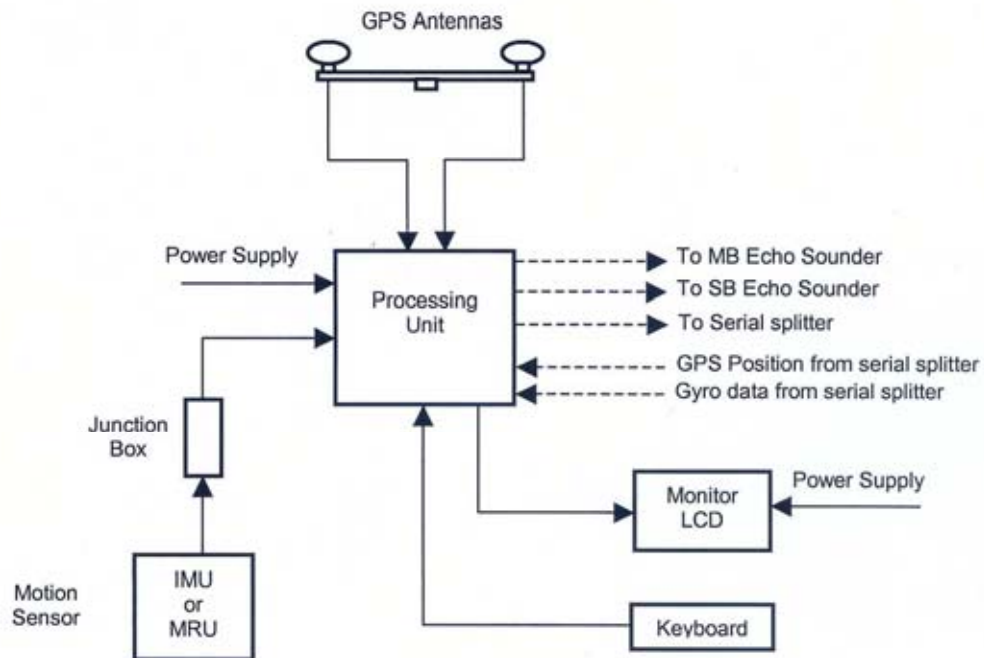 GPS Antennas
Power Supply
Processing
Unit
To MB Echo Sounder
To SB Echo Sounder
To Serial splitter
GPS Position from serial splitter
Gyro data from serial splitter
Junction
Box
Monitor
LCD
Power Supply
Motion
Sensor
IMU
or
MRU
Keyboard